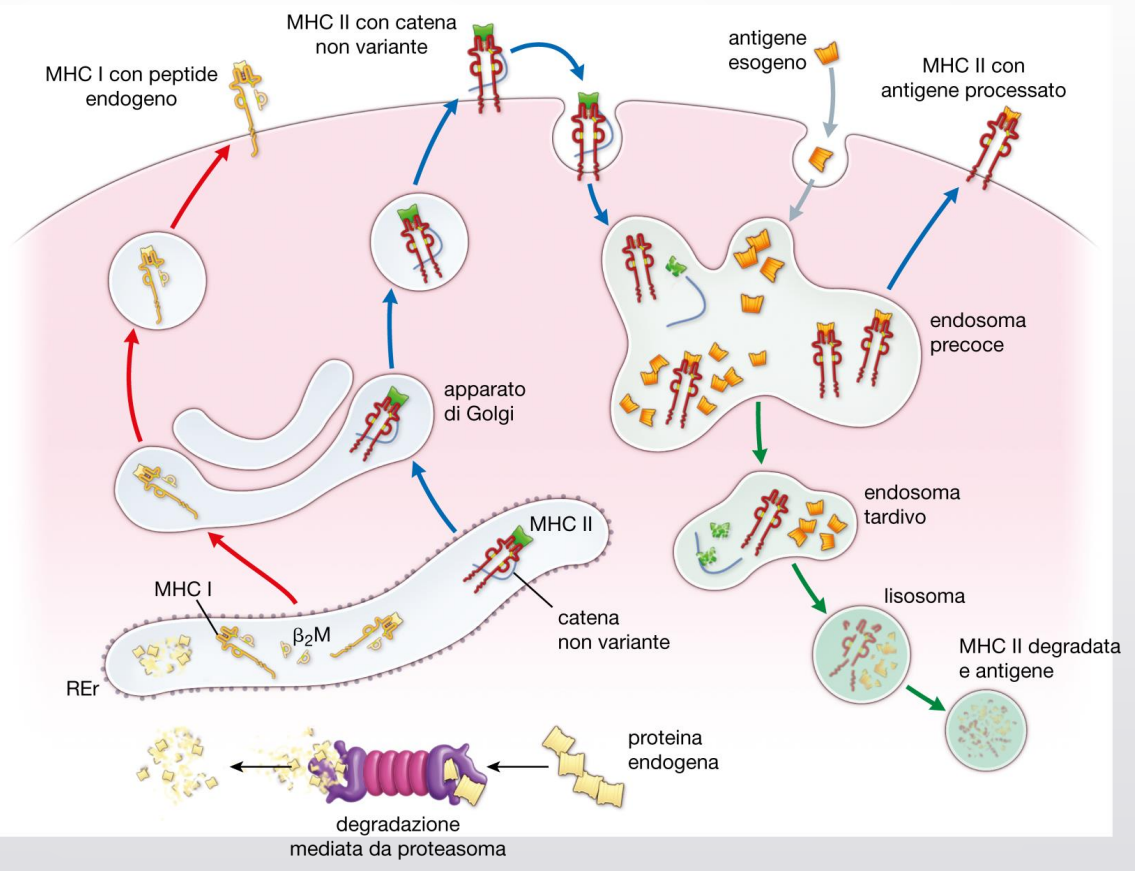 MHC II con catena
non variante
antigene
esogeno
MHC II con
antigene processato
MHC I con peptide
endogeno
endosoma
precoce
apparato
di Golgi
endosoma
tardivo
MHC II
MHC I
β₂M
catena
non variante
lisosoma
MHC II degradata
e antigene
REr
proteina
endogena
degradazione
mediata da proteasoma